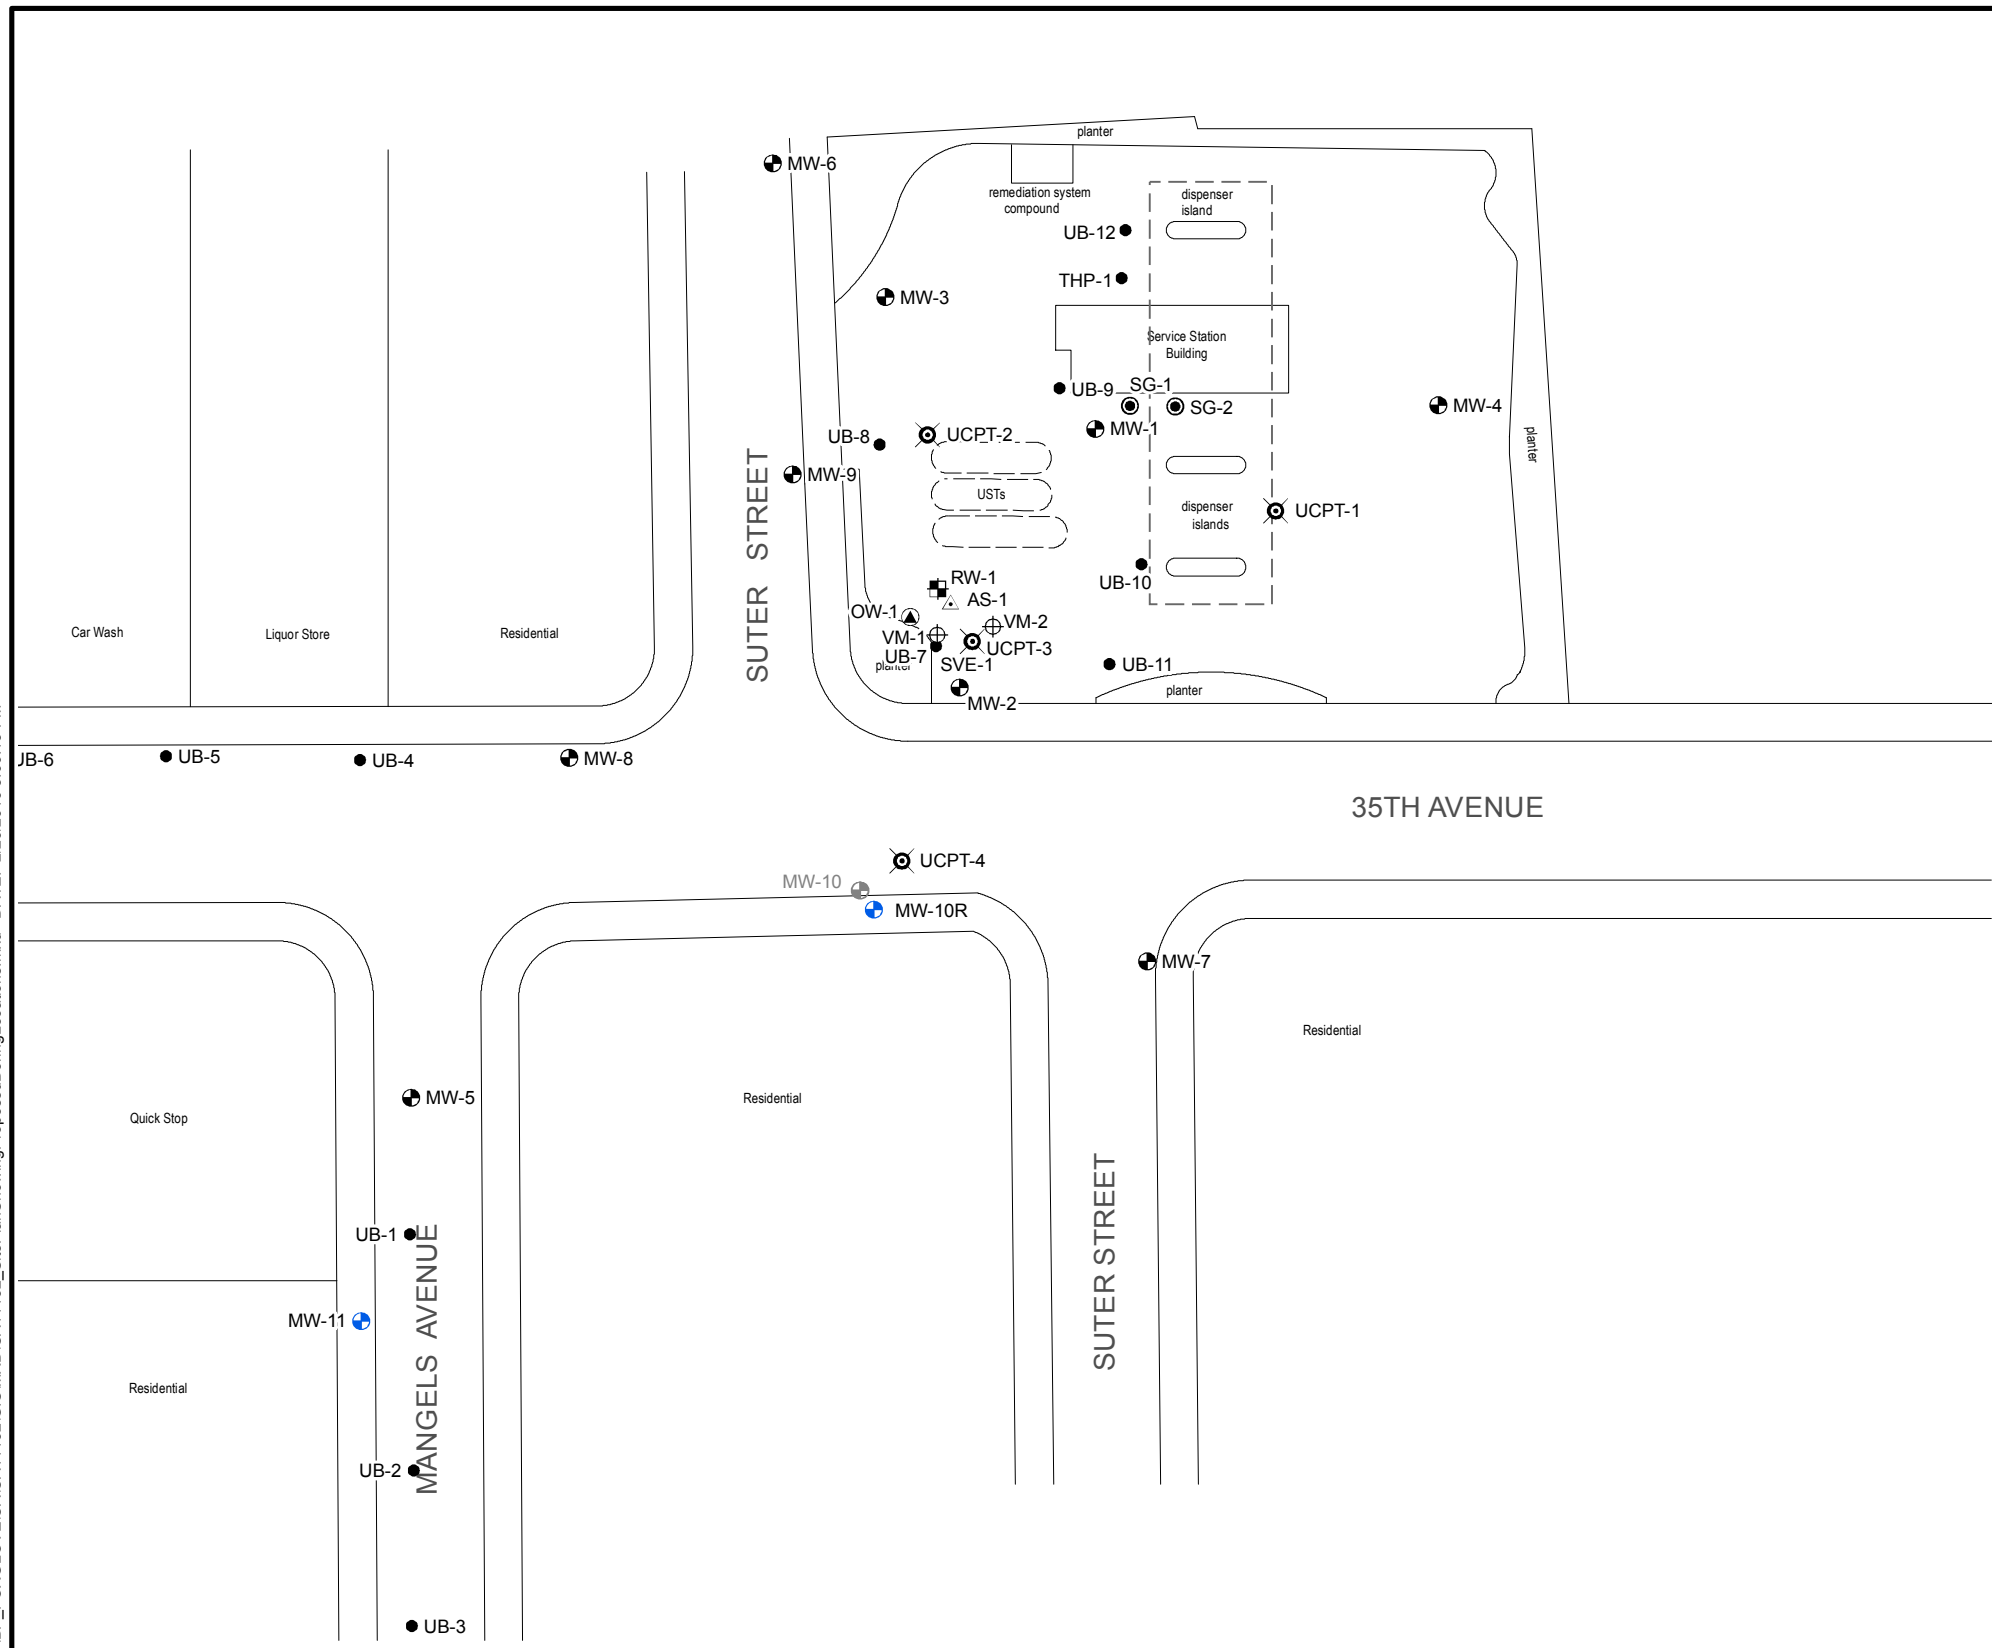 planter
MW-6
remediation system
compound
dispenser
island
UB-12
THP-1
MW-3
Service Station
Building
UB-9
SG-1
SG-2
MW-4
MW-1
UB-8
UCPT-2
planter
MW-9
SUTER STREET
USTs
dispenser
islands
UCPT-1
UB-10
RW-1
AS-1
OW-1
VM-2
VM-1
UCPT-3
UB-7
planter
SVE-1
UB-11
planter
MW-2
Car Wash
Liquor Store
Residential
UB-5
UB-4
MW-8
35TH AVENUE
UCPT-4
MW-10
MW-10R
MW-7
Residential
MW-5
Residential
Quick Stop
UB-1
MANGELS AVENUE
SUTER STREET
MW-11
Residential
UB-2
UB-3